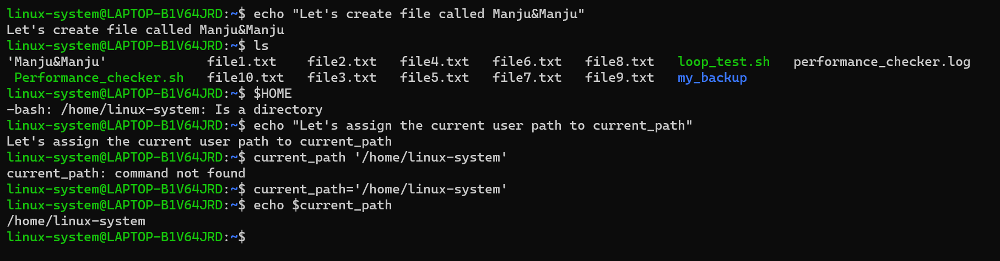 linux-system@LAPTOP-B1V64JRD:~$ echo "Let's create file called Manju&Manju"
Let's create file called Manju&Manju
linux-system@LAPTOP-B1V64JRD:~$ ls
'Manju&Manju'             file1.txt    file2.txt   file4.txt   file6.txt   file8.txt   loop_test.sh   performance_checker.log
 Performance_checker.sh   file10.txt   file3.txt   file5.txt   file7.txt   file9.txt   my_backup
linux-system@LAPTOP-B1V64JRD:~$ $HOME
-bash: /home/linux-system: Is a directory
linux-system@LAPTOP-B1V64JRD:~$ echo "Let's assign the current user path to current_path"
Let's assign the current user path to current_path
linux-system@LAPTOP-B1V64JRD:~$ current_path '/home/linux-system'
current_path: command not found
linux-system@LAPTOP-B1V64JRD:~$ current_path='/home/linux-system'
linux-system@LAPTOP-B1V64JRD:~$ echo $current_path
/home/linux-system
linux-system@LAPTOP-B1V64JRD:~$